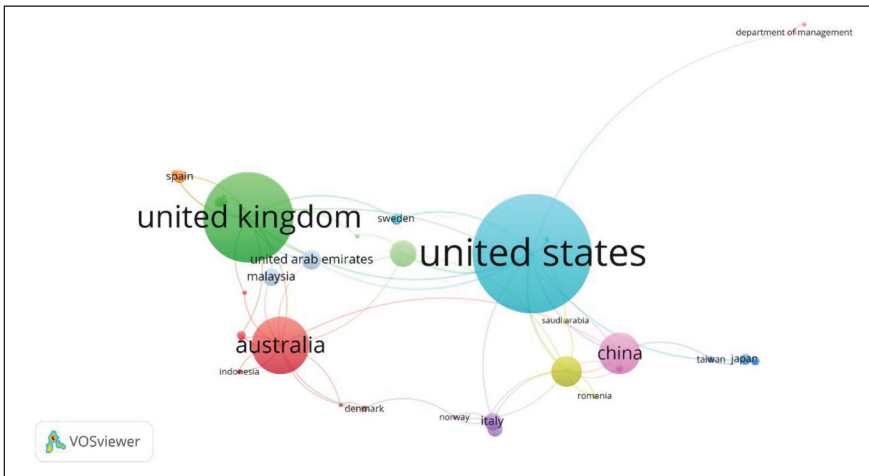 department of management
spain
united kingdom
sweden
united arab emirates
united states
malaysia
saudi arabia
australia
china
indonesia
taiwan
japan
romania
denmark
norway
italy
VOSviewer